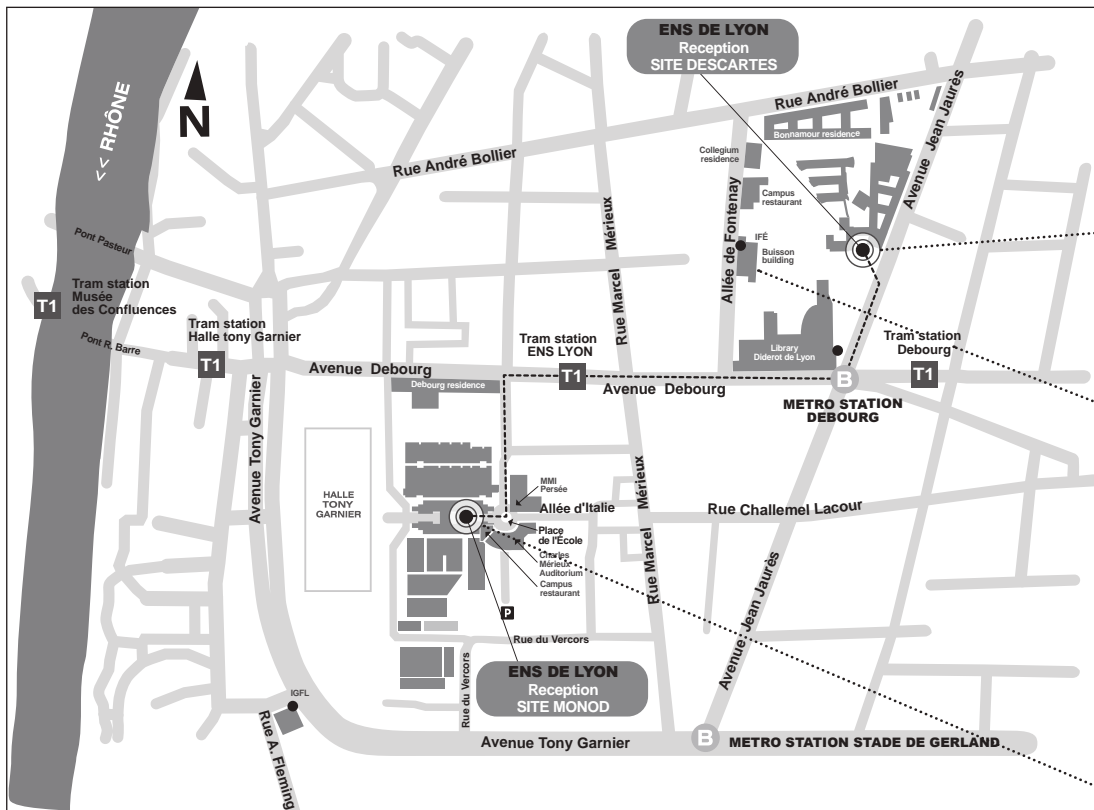 ENS DE LYON
Reception
SITE DESCARTES
<< RHÔNE
N
Rue André Bollier
Rue André Bollier
Avenue Jean Jaurès
Bonnamour residence
Collegium
residence
Campus
restaurant
Allée de Fontenay
IFÉ
Buisson
building
Pont Pasteur
Rue Marcel Mérieux
T1
Tram station
Musée
des Confluences
Tram station
Halle tony Garnier
T1
Pont R. Barre
Tram station
ENS LYON
T1
Library
Diderot de Lyon
Tram station
Debourg
T1
Avenue Debourg
Avenue Debourg
B
METRO STATION
DEBOURG
Debourg residence
Avenue Tony Garnier
HALLE
TONY
GARNIER
MMI
Persée
Allée d'Italie
Rue Marcel Mérieux
Rue Challemel Lacour
Place
de l'École
Charles
Mérieux
Auditorium
Campus
restaurant
P
Avenue Jean Jaurès
Rue du Vercors
Rue du Vercors
ENS DE LYON
Reception
SITE MONOD
IGFL
Rue A. Fleming
Avenue Tony Garnier
B
METRO STATION STADE DE GERLAND